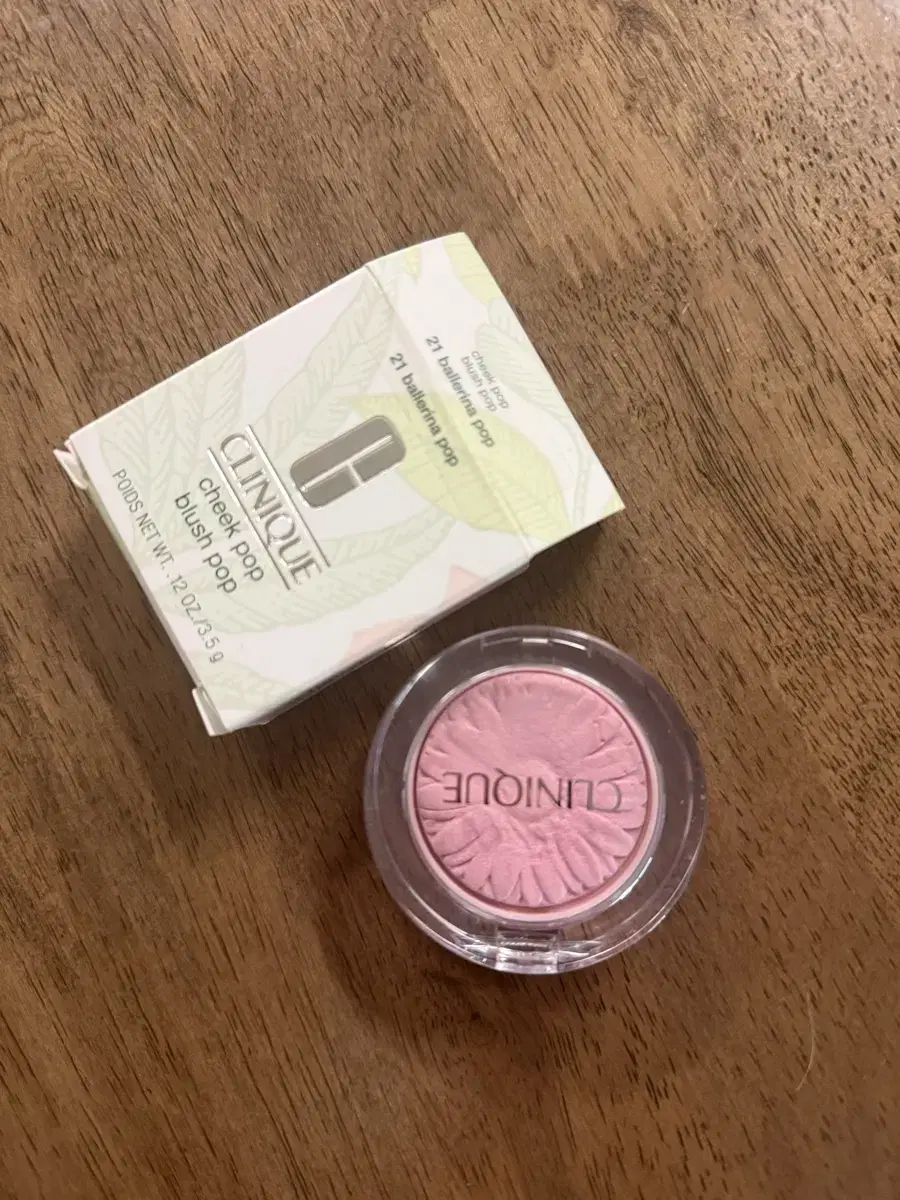 cheek pop
blush pop
21 ballerina pop
21 ballerina pop
CLINIQUE
cheek pop
blush pop
POIDS NET WT. .12 OZ./3.5 g
CLINIQUE